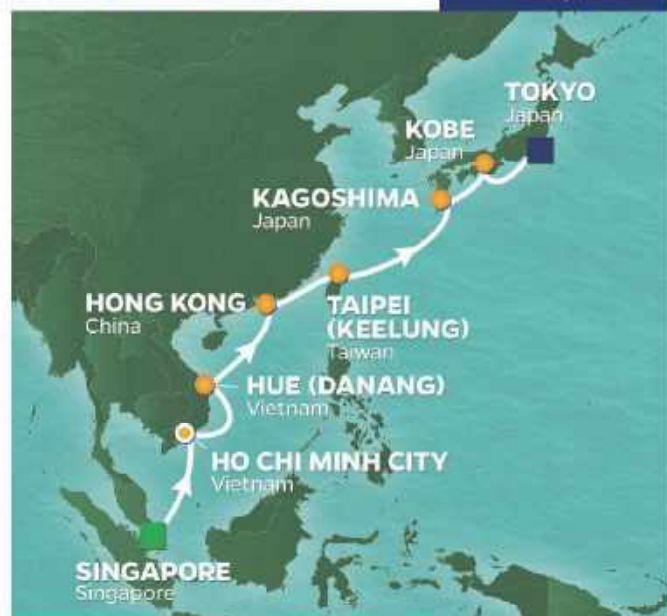 TOKYO
Japan
KOBE
Japan
KAGOSHIMA
Japan
HONG KONG
China
TAIPEI
(KEELUNG)
Taiwan
HUE (DANANG)
Vietnam
HO CHI MINH CITY
Vietnam
SINGAPORE
Singapore